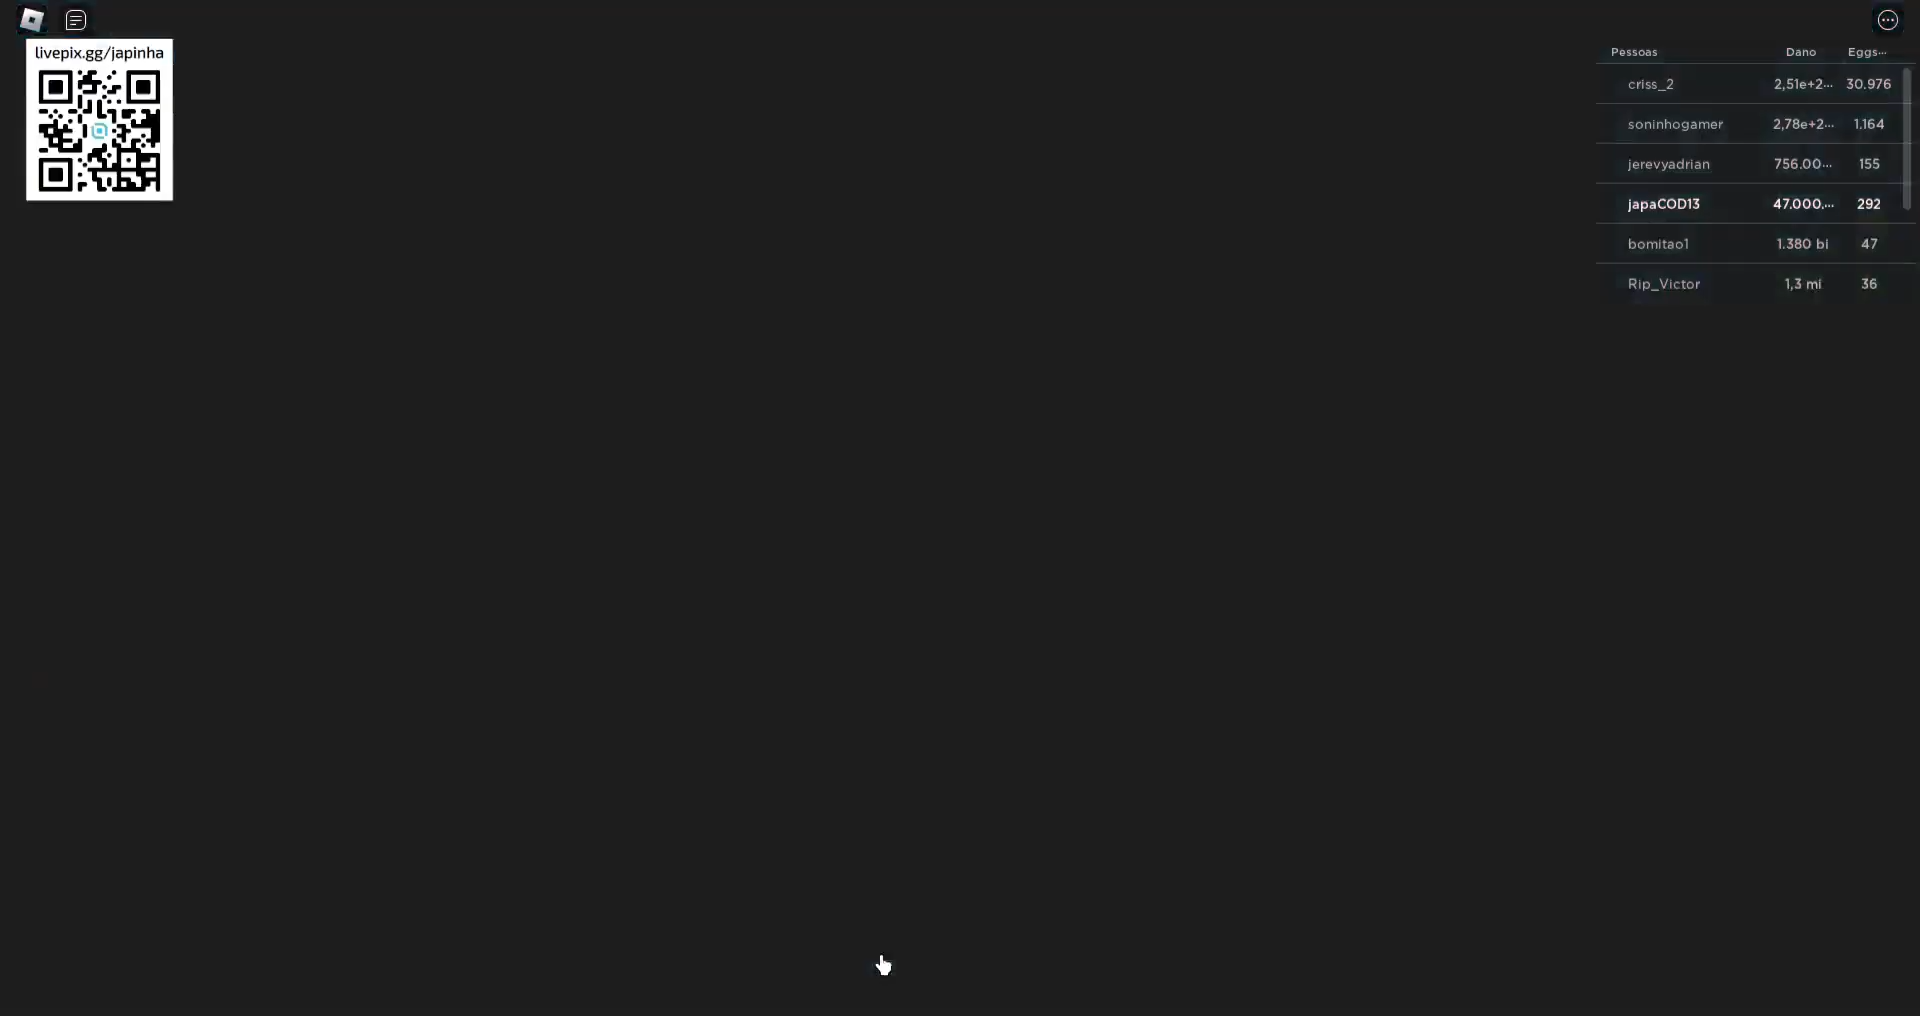 livepix.gg/japinha
Pessoas Dano Eggs...
criss_2 2,51e+2... 30.976
soninhogamer 2,78e+2... 1.164
jerevyadrian 756.00... 155
japaCOD13 47.000,... 292
bomitao1 1.380 bi 47
Rip_Victor 1,3 mi 36